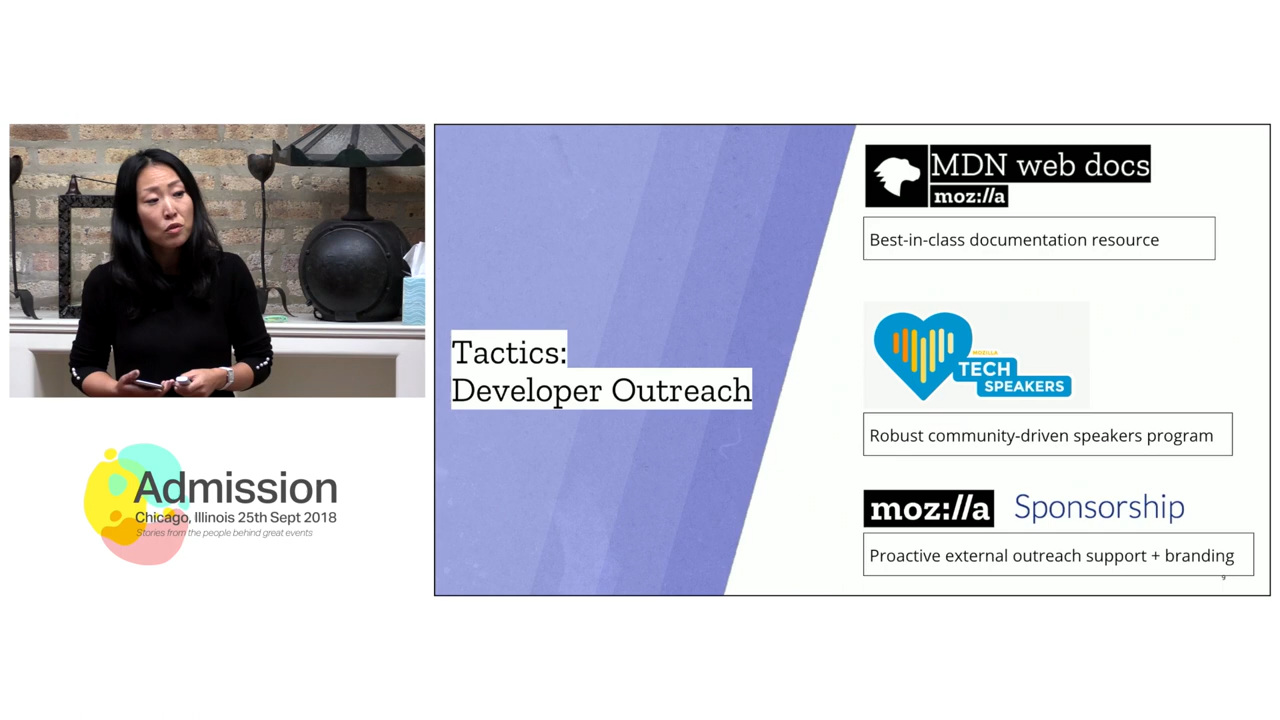 Admission
Chicago, Illinois 25th Sept 2018
Stories from the people behind great events
Tactics:
Developer Outreach
MDN web docs
moz://a
Best-in-class documentation resource
MOZILLA
TECH
SPEAKERS
Robust community-driven speakers program
moz://a Sponsorship
Proactive external outreach support + branding
9